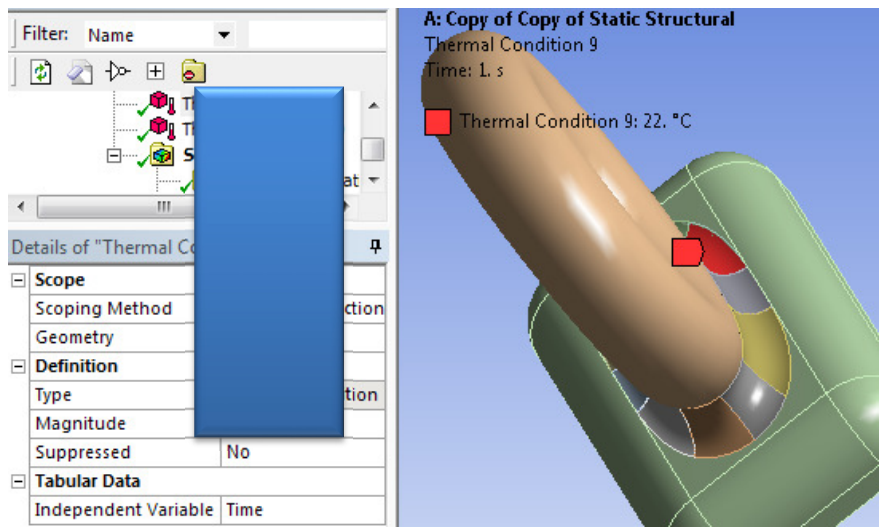 Filter: Name
at
Details of "Thermal Co
Scope
Scoping Method
ction
Geometry
Definition
Type
tion
Magnitude
Suppressed No
Tabular Data
Independent Variable Time
A: Copy of Copy of Static Structural
Thermal Condition 9
Time: 1. s
Thermal Condition 9: 22. °C